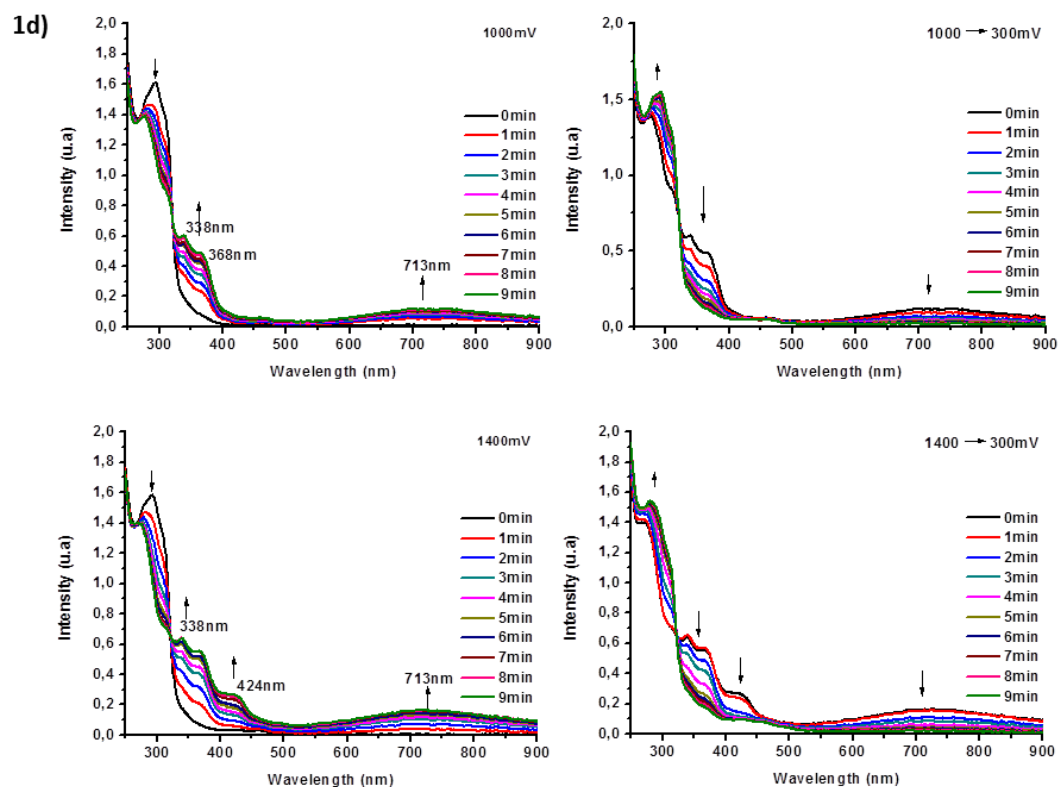 1d)
1000mV
2,0
1,8
1,6
1,4
1,2
1,0
0,8
0,6
0,4
0,2
0,0
Intensity (u.a)
338nm
368nm
713nm
0min
1min
2min
3min
4min
5min
6min
7min
8min
9min
300 400 500 600 700 800 900
Wavelength (nm)
1000 → 300mV
2,0
1,5
1,0
0,5
0,0
Intensity (u.a)
0min
1min
2min
3min
4min
5min
6min
7min
8min
9min
300 400 500 600 700 800 900
Wavelength (nm)
1400mV
2,0
1,8
1,6
1,4
1,2
1,0
0,8
0,6
0,4
0,2
0,0
Intensity (u.a)
338nm
424nm
713nm
0min
1min
2min
3min
4min
5min
6min
7min
8min
9min
300 400 500 600 700 800 900
Wavelength (nm)
1400 → 300mV
2,0
1,8
1,6
1,4
1,2
1,0
0,8
0,6
0,4
0,2
0,0
Intensity (u.a)
0min
1min
2min
3min
4min
5min
6min
7min
8min
9min
300 400 500 600 700 800 900
Wavelength (nm)